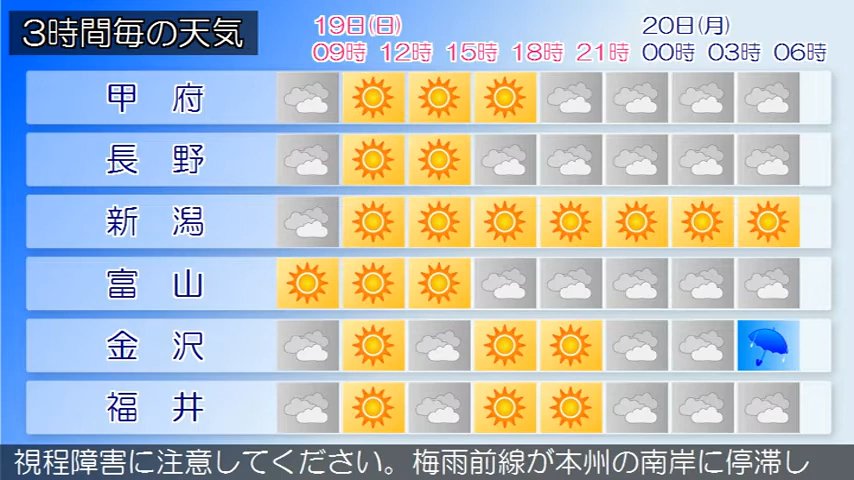 3時間毎の天気
19日(日) 20日(月)
09時 12時 15時 18時 21時 00時 03時 06時
甲府
長野
新潟
富山
金沢
福井
視程障害に注意してください。梅雨前線が本州の南岸に停滞し